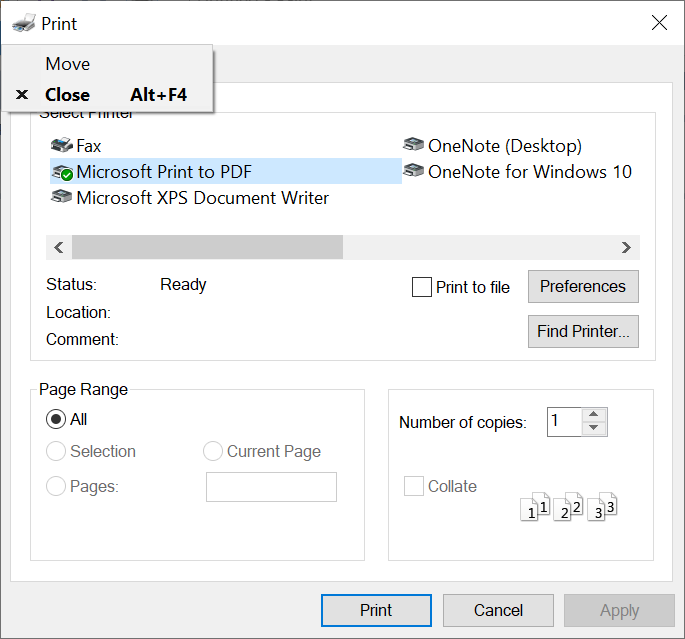 Print
Move
Close Alt+F4
Select Printer
Fax
OneNote (Desktop)
Microsoft Print to PDF
OneNote for Windows 10
Microsoft XPS Document Writer
Status: Ready
Print to file
Preferences
Location:
Comment:
Find Printer...
Page Range
All
Selection
Current Page
Pages:
Number of copies: 1
Collate
1 1 2 2 3 3
Print
Cancel
Apply